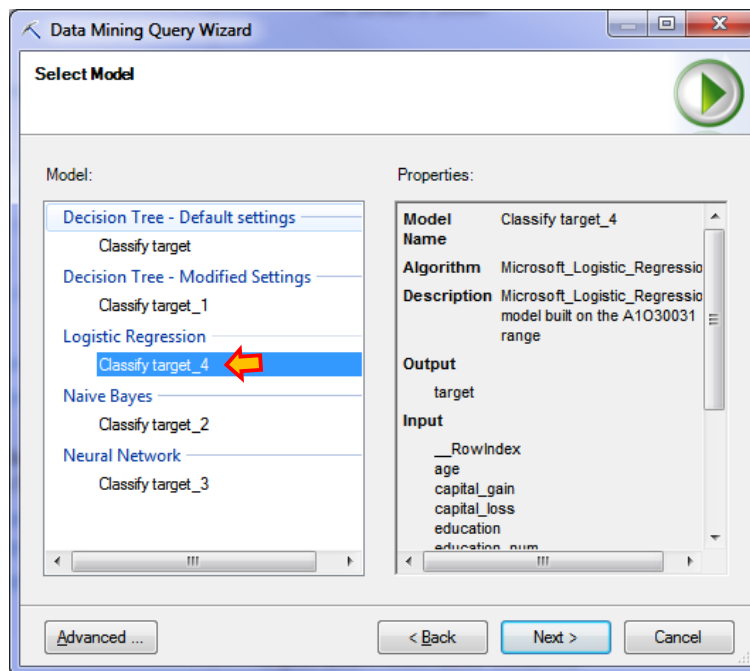 Data Mining Query Wizard
Select Model
Model:
Decision Tree - Default settings
Classify target
Decision Tree - Modified Settings
Classify target_1
Logistic Regression
Classify target_4
Naive Bayes
Classify target_2
Neural Network
Classify target_3
Properties:
Model Name Classify target_4
Algorithm Microsoft_Logistic_Regressio
Description Microsoft_Logistic_Regressio
model built on the A1O30031
range
Output
target
Input
__RowIndex
age
capital_gain
capital_loss
education
education_num
Advanced ...
< Back
Next >
Cancel